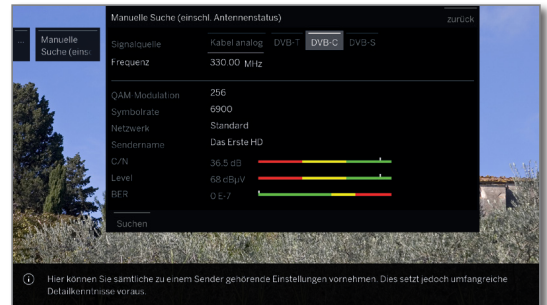 Manuelle Suche (einschl. Antennenstatus)
zurück
...
Manuelle
Suche (eins
Signalquelle Kabel analog DVB-T DVB-C DVB-S
Frequenz 330.00 MHz
QAM-Modulation 256
Symbolrate 6900
Netzwerk Standard
Sendername Das Erste HD
C/N 36.5 dB
Level 68 dBµV
BER 0 E-7
Suchen
Hier können Sie sämtliche zu einem Sender gehörende Einstellungen vornehmen. Dies setzt jedoch umfangreiche
Detailkenntnisse voraus.